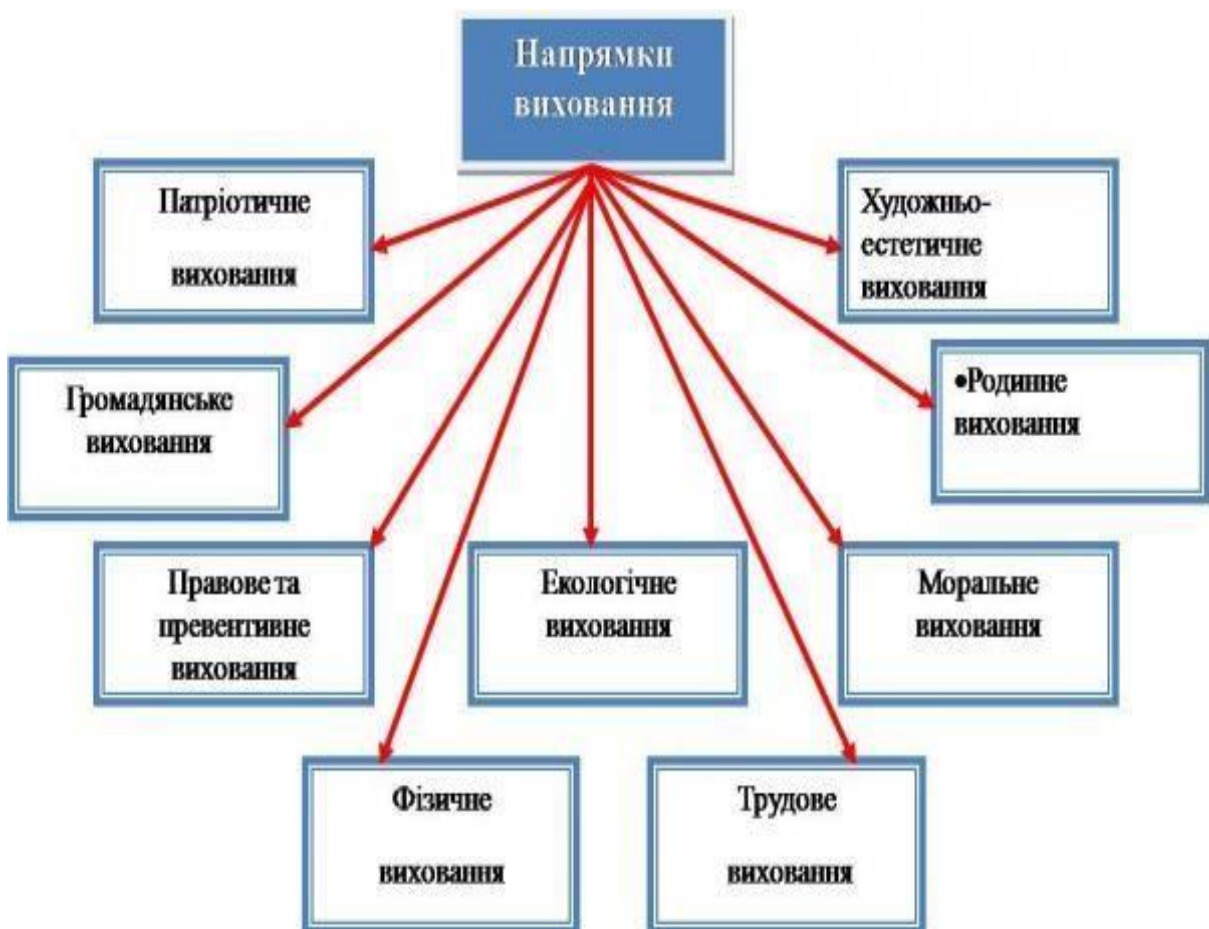 Напрямки
виховання
Патріотичне
виховання
Художньо-
естетичне
виховання
Громадянське
виховання
•Родинне
виховання
Правове та
превентивне
виховання
Екологічне
виховання
Моральне
виховання
Фізичне
виховання
Трудове
виховання